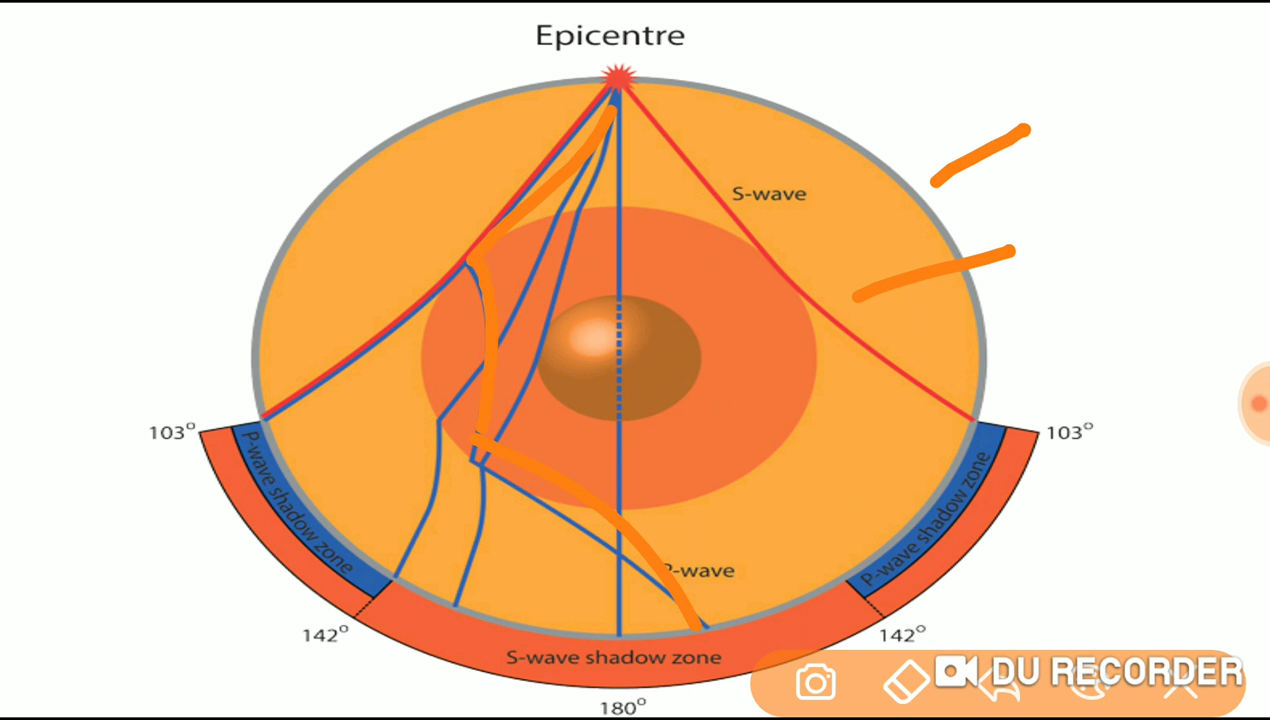 Epicentre
S-wave
103°
103°
P-wave shadow zone
P-wave shadow zone
P-wave
142°
142°
S-wave shadow zone
DU RECORDER
180°